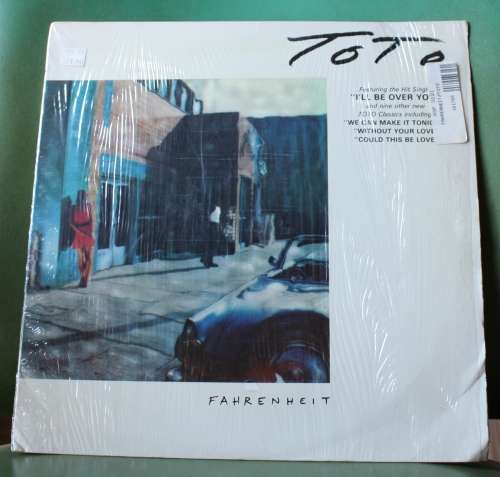 TOTO
Featuring the Hit Sing
"I'LL BE OVER YO
and nine other new
TOTO Classics including
"WE CAN MAKE IT TONI
"WITHOUT YOUR LOVE
"COULD THIS BE LOVE
FAHRENHEIT